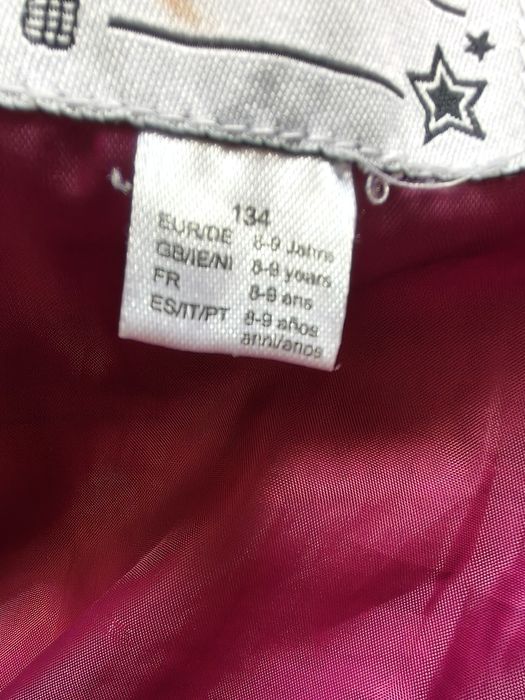 134
EUR/DE 8-9 Jahre
GB/IE/NI 8-9 years
FR 8-9 ans
ES/IT/PT 8-9 años
anni/anos